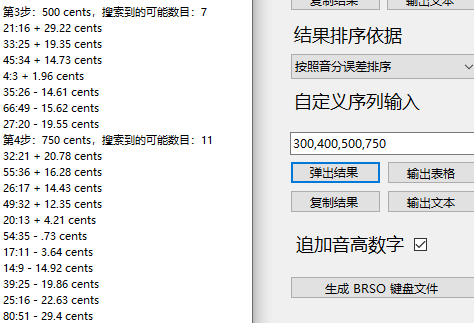 第3步：500 cents，搜索到的可能数目：7
21:16 + 29.22 cents
33:25 + 19.35 cents
45:34 + 14.73 cents
4:3 + 1.96 cents
35:26 - 14.61 cents
66:49 - 15.62 cents
27:20 - 19.55 cents
第4步：750 cents，搜索到的可能数目：11
32:21 + 20.78 cents
55:36 + 16.28 cents
26:17 + 14.43 cents
49:32 + 12.35 cents
20:13 + 4.21 cents
54:35 - .73 cents
17:11 - 3.64 cents
14:9 - 14.92 cents
39:25 - 19.86 cents
25:16 - 22.63 cents
80:51 - 29.4 cents
复制结果
输出文本
结果排序依据
按照音分误差排序
自定义序列输入
300,400,500,750
弹出结果
输出表格
复制结果
输出文本
追加音高数字
生成 BRSO 键盘文件